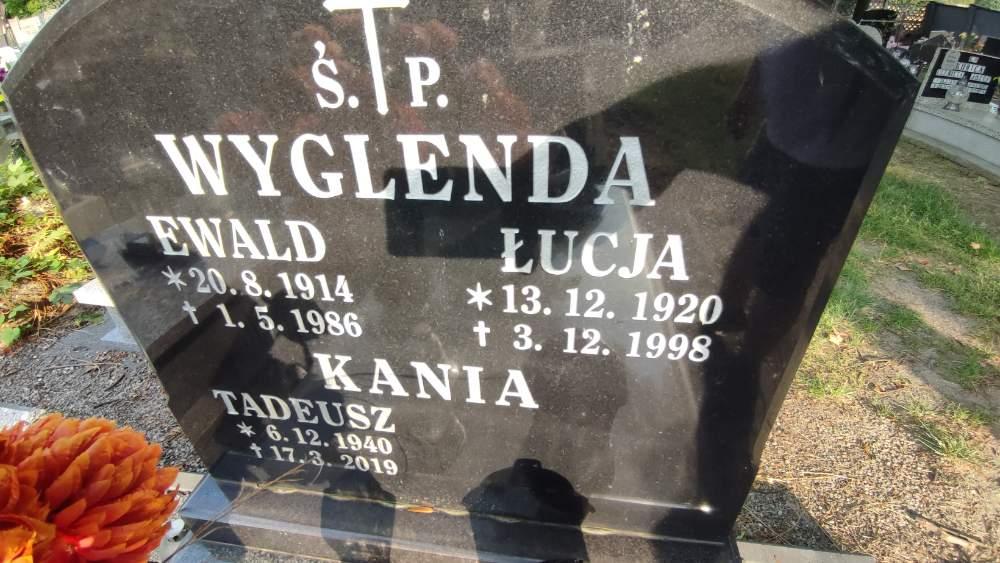 Ś. P.
WYGLENDA
EWALD
* 20. 8. 1914
† 1. 5. 1986
ŁUCJA
* 13. 12. 1920
† 3. 12. 1998
KANIA
TADEUSZ
* 6. 12. 1940
† 17. 3. 2019